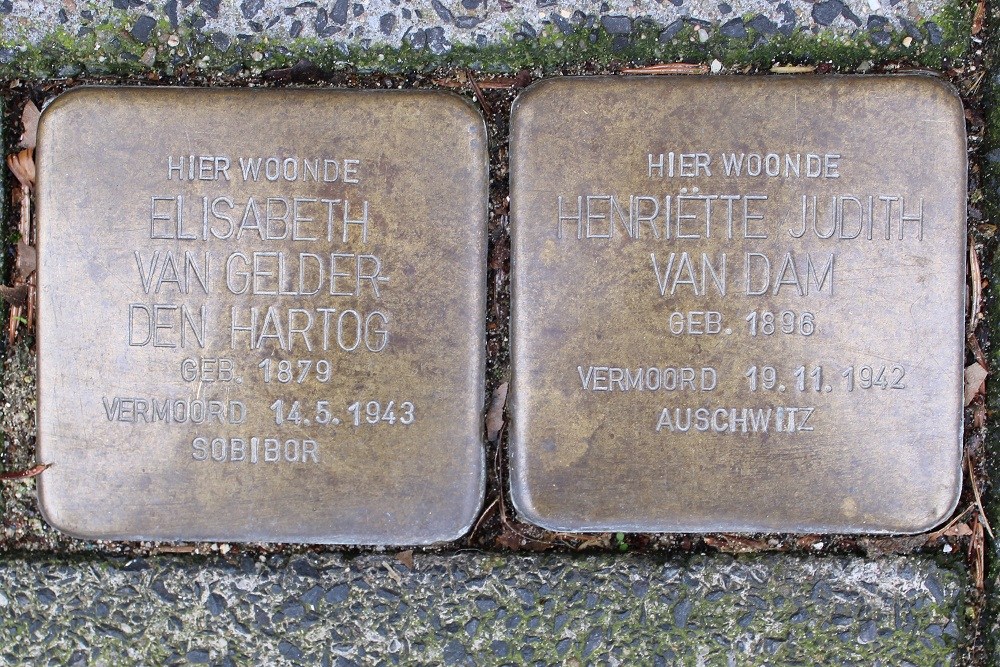 HIER WOONDE
ELISABETH
VAN GELDER-
DEN HARTOG
GEB. 1879
VERMOORD 14.5.1943
SOBIBOR
HIER WOONDE
HENRIËTTE JUDITH
VAN DAM
GEB. 1896
VERMOORD 19.11.1942
AUSCHWITZ